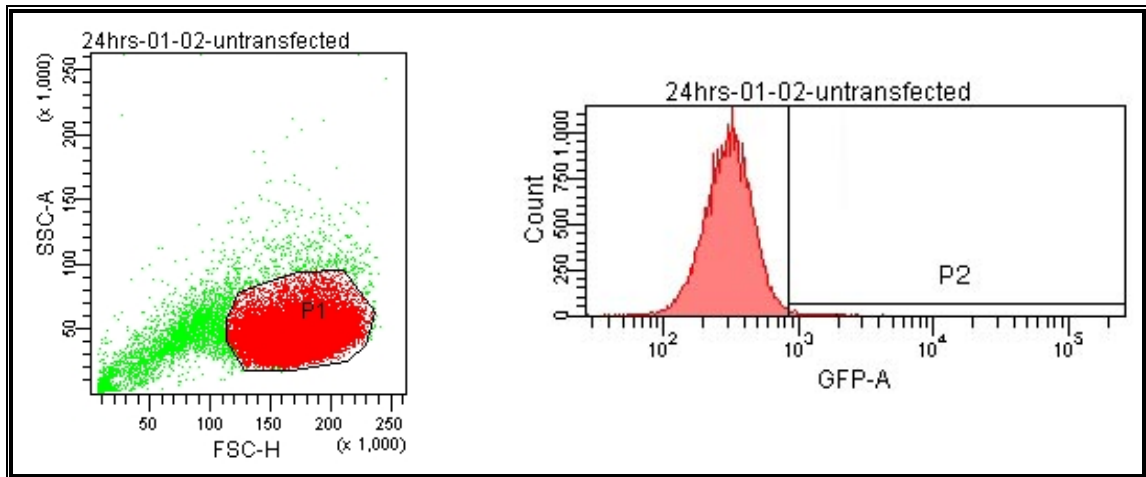 24hrs-01-02-untransfected
SSC-A
(x 1,000)
250
200
150
100
50
P1
50 100 150 200 250
FSC-H
(x 1,000)
24hrs-01-02-untransfected
Count
1,000
750
500
250
0
P2
10^2 10^3 10^4 10^5
GFP-A